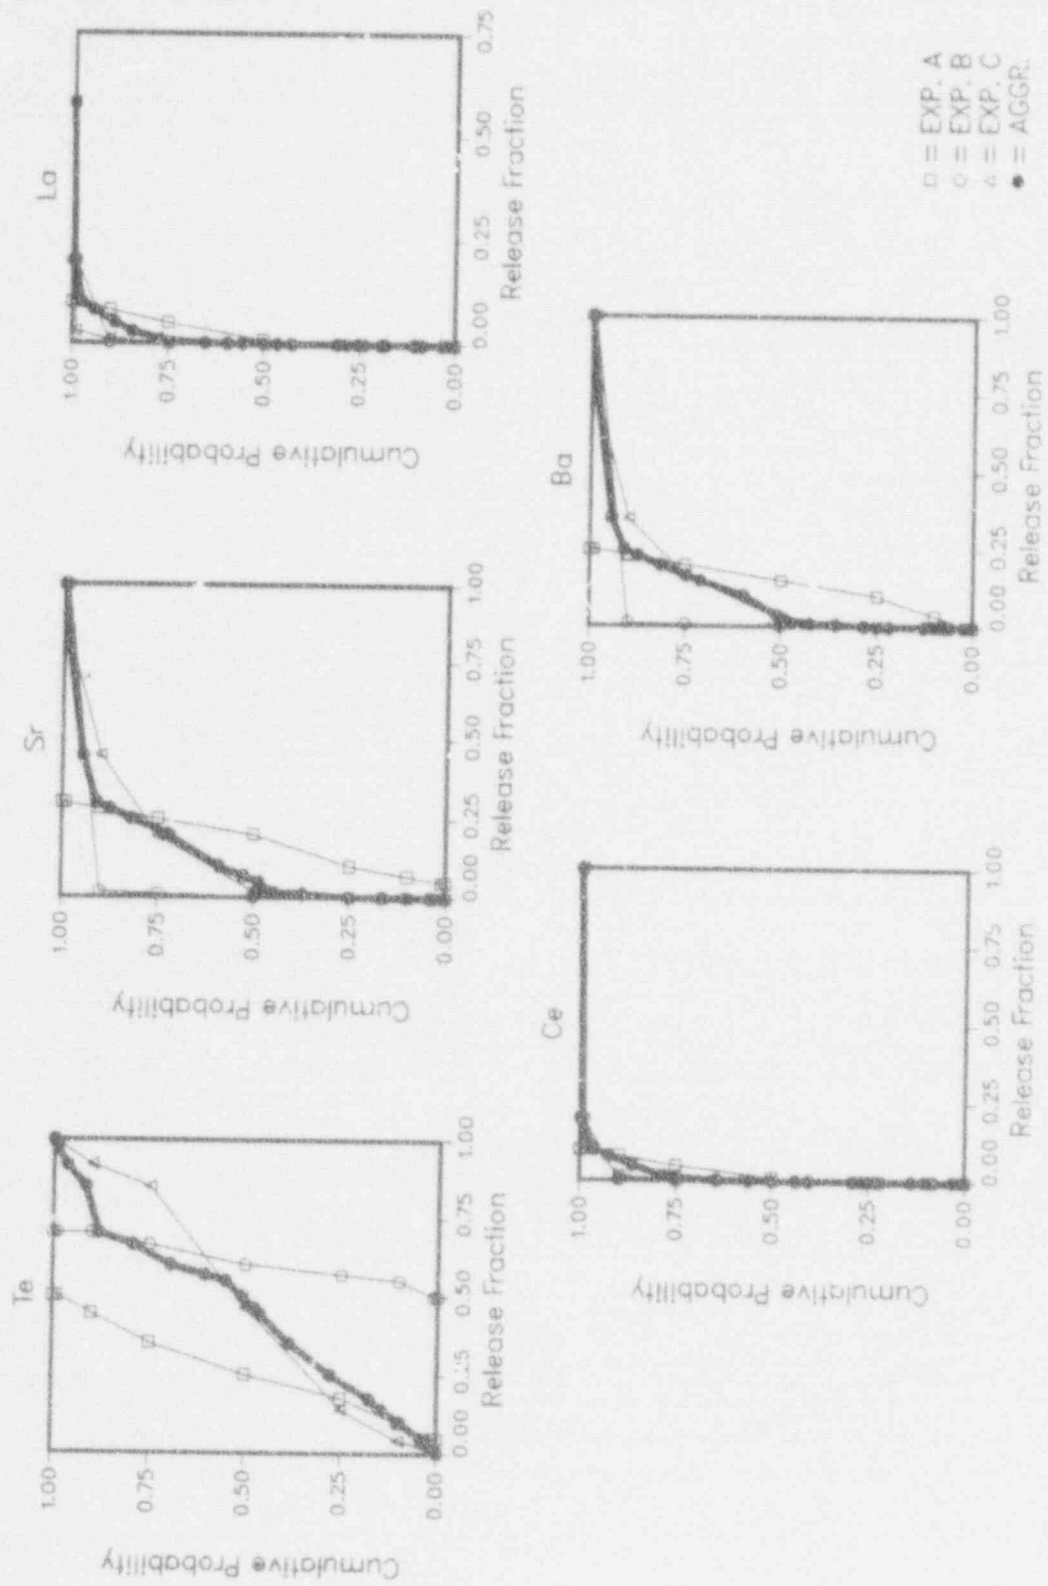 Te
Cumulative Probability
1.00
0.75
0.50
0.25
0.00
0.00 0.25 0.50 0.75 1.00
Release Fraction
Sr
Cumulative Probability
1.00
0.75
0.50
0.25
0.00
0.00 0.25 0.50 0.75 1.00
Release Fraction
La
Cumulative Probability
1.00
0.75
0.50
0.25
0.00
0.00 0.25 0.50 0.75
Release Fraction
Ce
Cumulative Probability
1.00
0.75
0.50
0.25
0.00
0.00 0.25 0.50 0.75 1.00
Release Fraction
Ba
Cumulative Probability
1.00
0.75
0.50
0.25
0.00
0.00 0.25 0.50 0.75 1.00
Release Fraction
□ = EXP. A
○ = EXP. B
△ = EXP. C
● = AGGR.